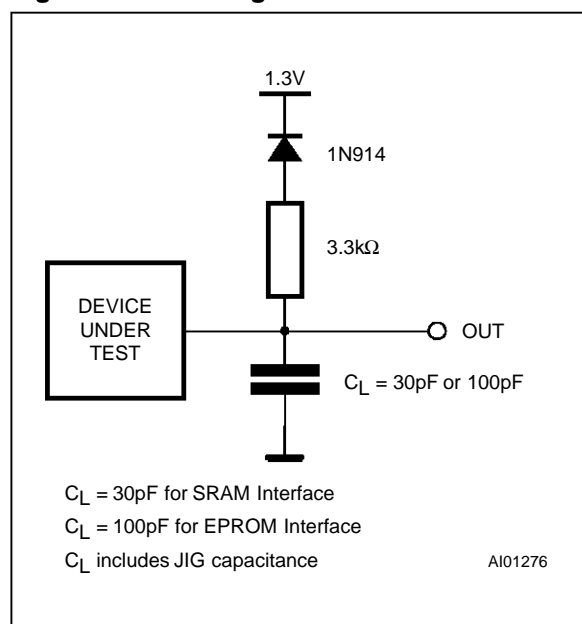 1.3V
1N914
3.3kΩ
DEVICE
UNDER
TEST
OUT
CL = 30pF or 100pF
CL = 30pF for SRAM Interface
CL = 100pF for EPROM Interface
CL includes JIG capacitance
AI01276